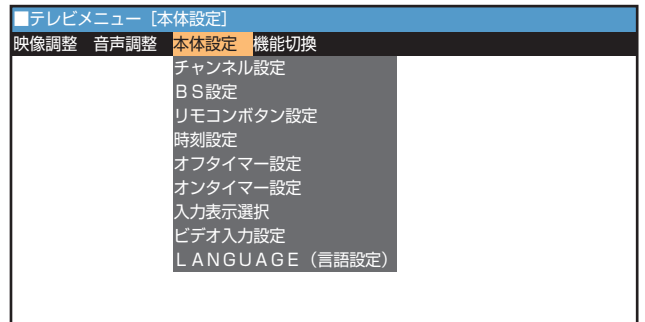 ■テレビメニュー［本体設定］
映像調整 音声調整 本体設定 機能切換
チャンネル設定
ＢＳ設定
リモコンボタン設定
時刻設定
オフタイマー設定
オンタイマー設定
入力表示選択
ビデオ入力設定
ＬＡＮＧＵＡＧＥ（言語設定）